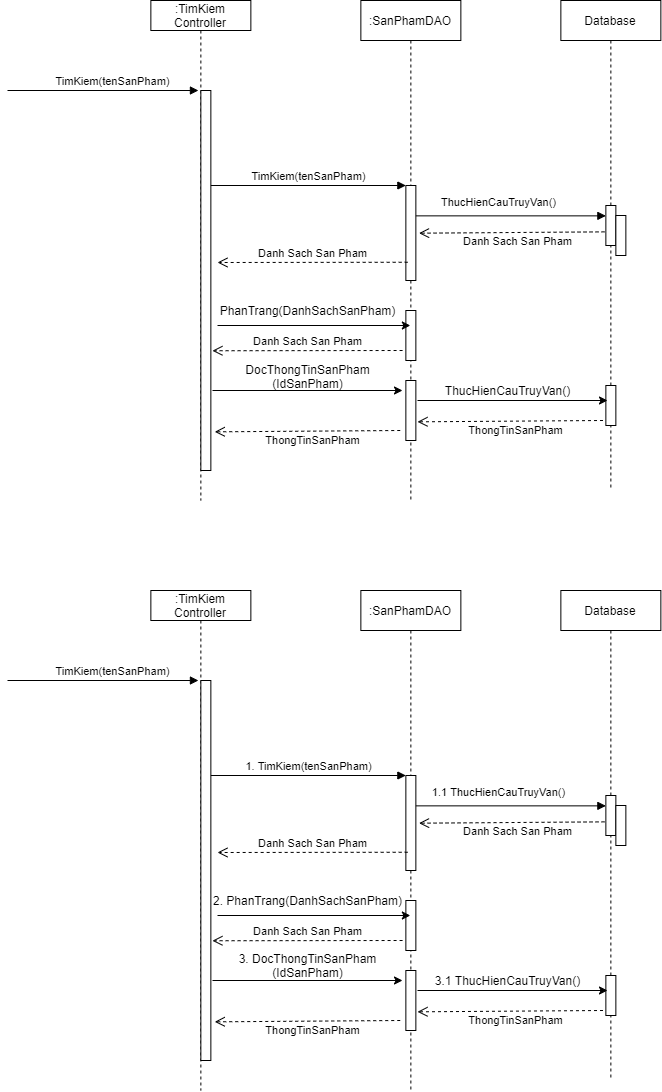 :TimKiem
Controller
:SanPhamDAO
Database
TimKiem(tenSanPham)
TimKiem(tenSanPham)
ThucHienCauTruyVan()
Danh Sach San Pham
Danh Sach San Pham
PhanTrang(DanhSachSanPham)
Danh Sach San Pham
DocThongTinSanPham
(IdSanPham)
ThucHienCauTruyVan()
ThongTinSanPham
ThongTinSanPham
:TimKiem
Controller
:SanPhamDAO
Database
TimKiem(tenSanPham)
1. TimKiem(tenSanPham)
1.1 ThucHienCauTruyVan()
Danh Sach San Pham
Danh Sach San Pham
2. PhanTrang(DanhSachSanPham)
Danh Sach San Pham
3. DocThongTinSanPham
(IdSanPham)
3.1 ThucHienCauTruyVan()
ThongTinSanPham
ThongTinSanPham